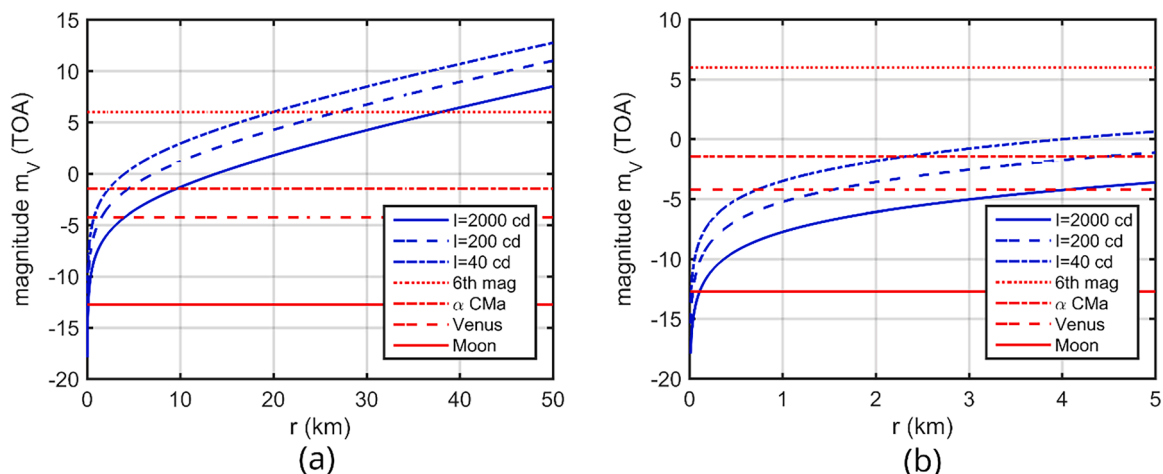 15
10
5
0
-5
-10
-15
-20
magnitude m_V (TOA)
I=2000 cd
I=200 cd
I=40 cd
6th mag
α CMa
Venus
Moon
0 10 20 30 40 50
r (km)
(a)
10
5
0
-5
-10
-15
-20
magnitude m_V (TOA)
I=2000 cd
I=200 cd
I=40 cd
6th mag
α CMa
Venus
Moon
0 1 2 3 4 5
r (km)
(b)